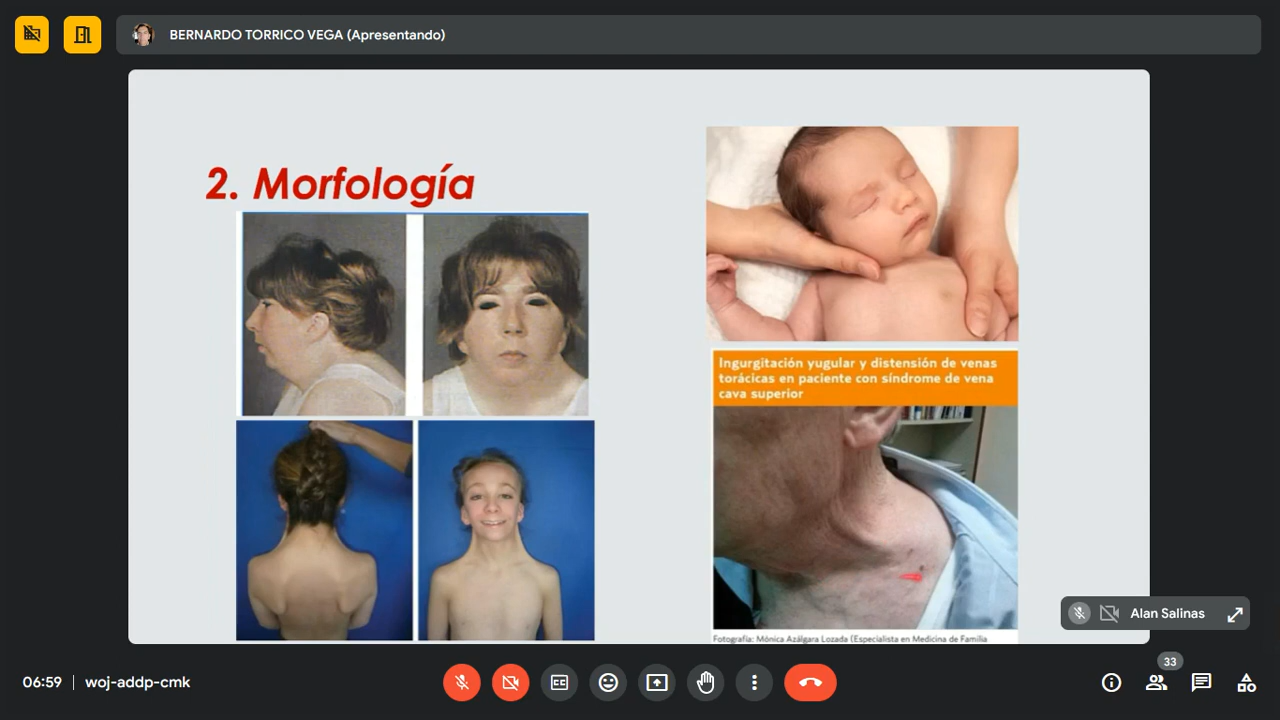 BERNARDO TORRICO VEGA (Apresentando)
2. Morfología
Ingurgitación yugular y distensión de venas
torácicas en paciente con síndrome de vena
cava superior
Fotografía: Mónica Azálgara Lozada (Especialista en Medicina de Familia
Alan Salinas
06:59 | woj-addp-cmk
33